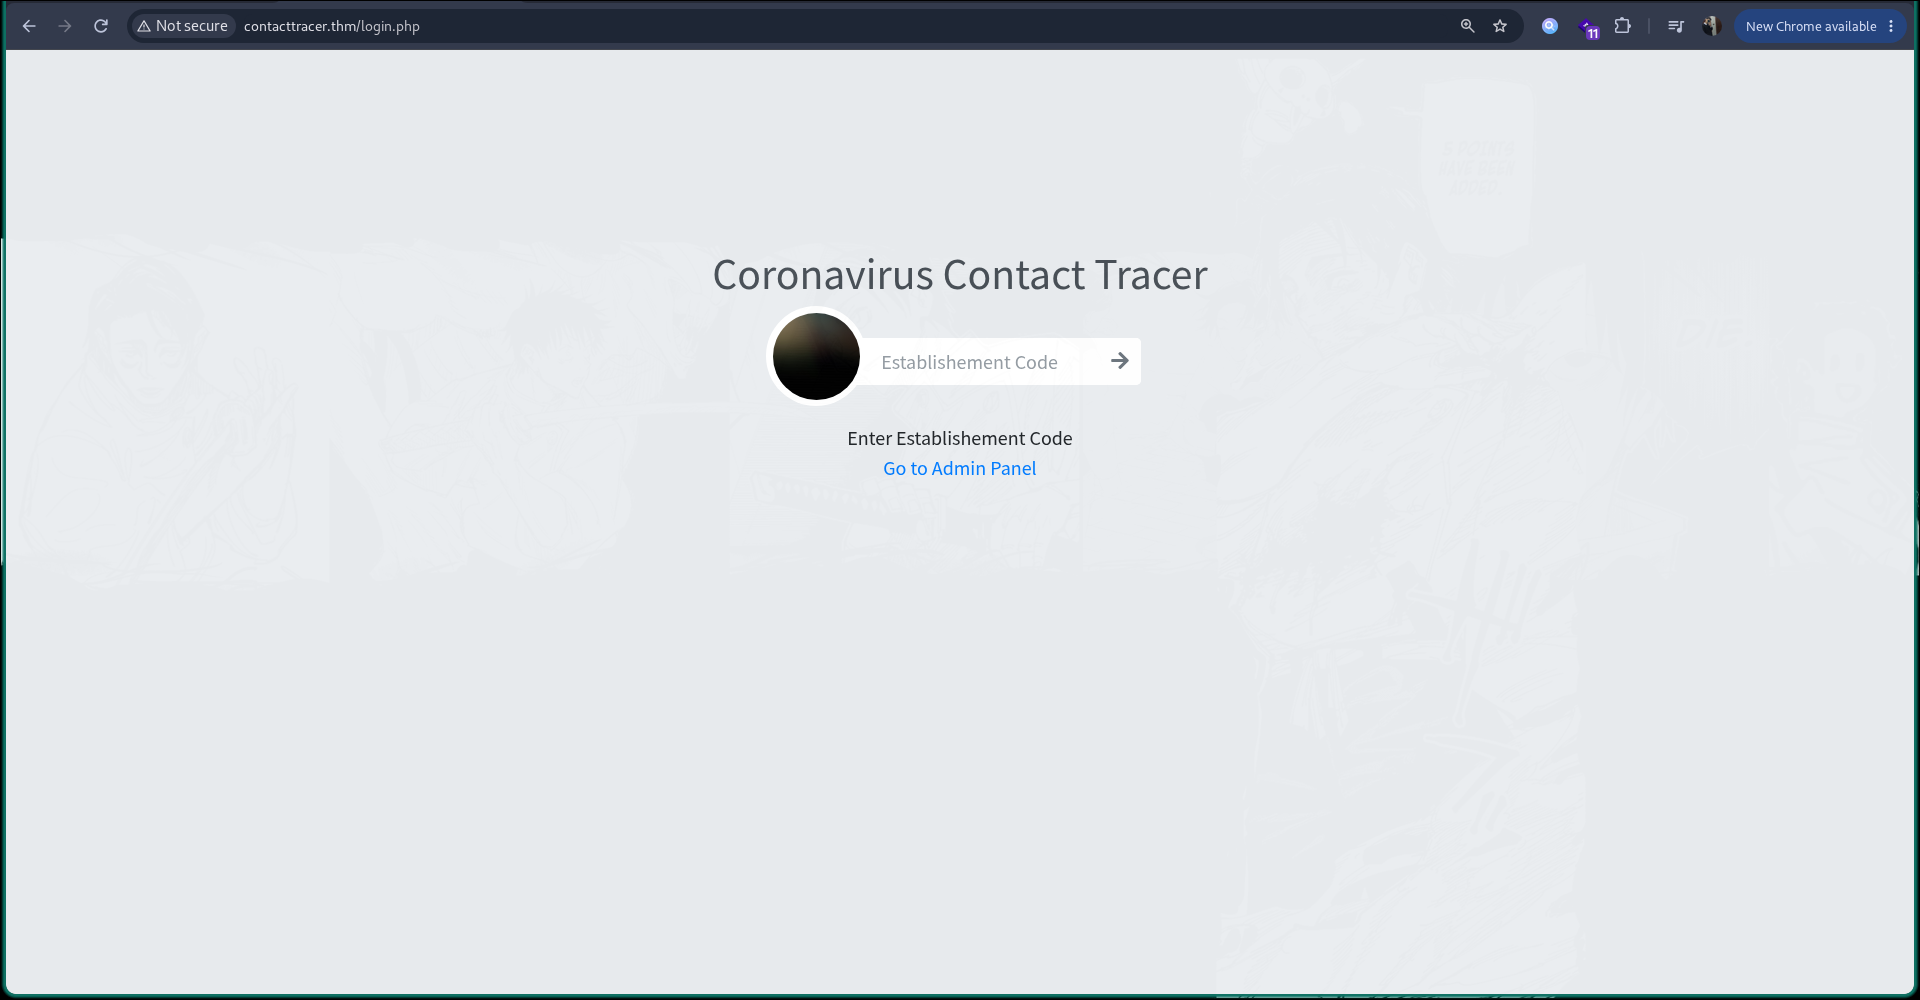 Not secure
contacttracer.thm/login.php
11
New Chrome available
Coronavirus Contact Tracer
Establishement Code
Enter Establishement Code
Go to Admin Panel